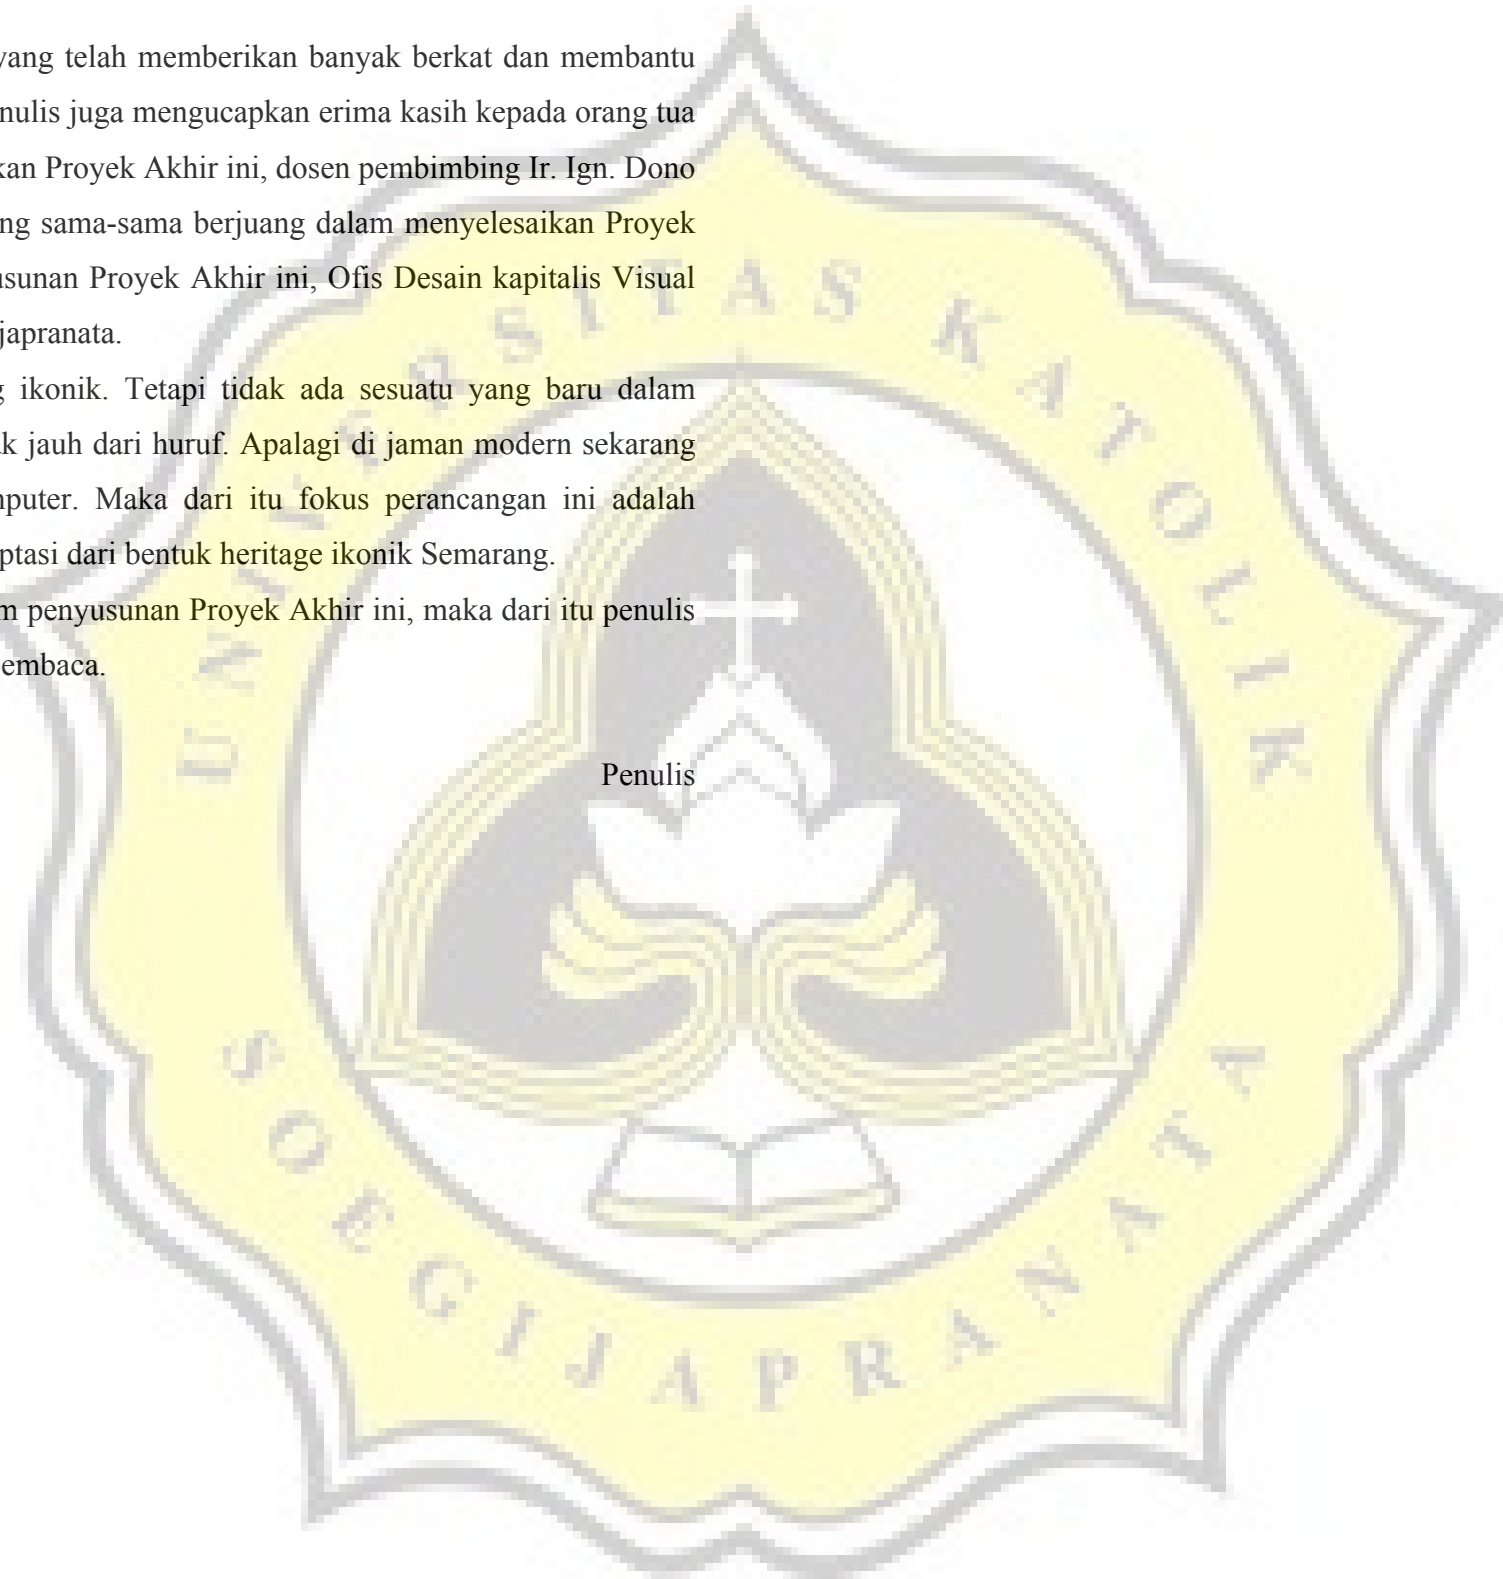 yang telah memberikan banyak berkat dan membantu
nulis juga mengucapkan erima kasih kepada orang tua
kan Proyek Akhir ini, dosen pembimbing Ir. Ign. Dono
ng sama-sama berjuang dalam menyelesaikan Proyek
usunan Proyek Akhir ini, Ofis Desain kapitalis Visual
japranata.
g ikonik. Tetapi tidak ada sesuatu yang baru dalam
ak jauh dari huruf. Apalagi di jaman modern sekarang
mputer. Maka dari itu fokus perancangan ini adalah
ptasi dari bentuk heritage ikonik Semarang.
m penyusunan Proyek Akhir ini, maka dari itu penulis
embaca.
Penulis
UNIVERSITAS KATOLIK
SOEGIJAPRANATA